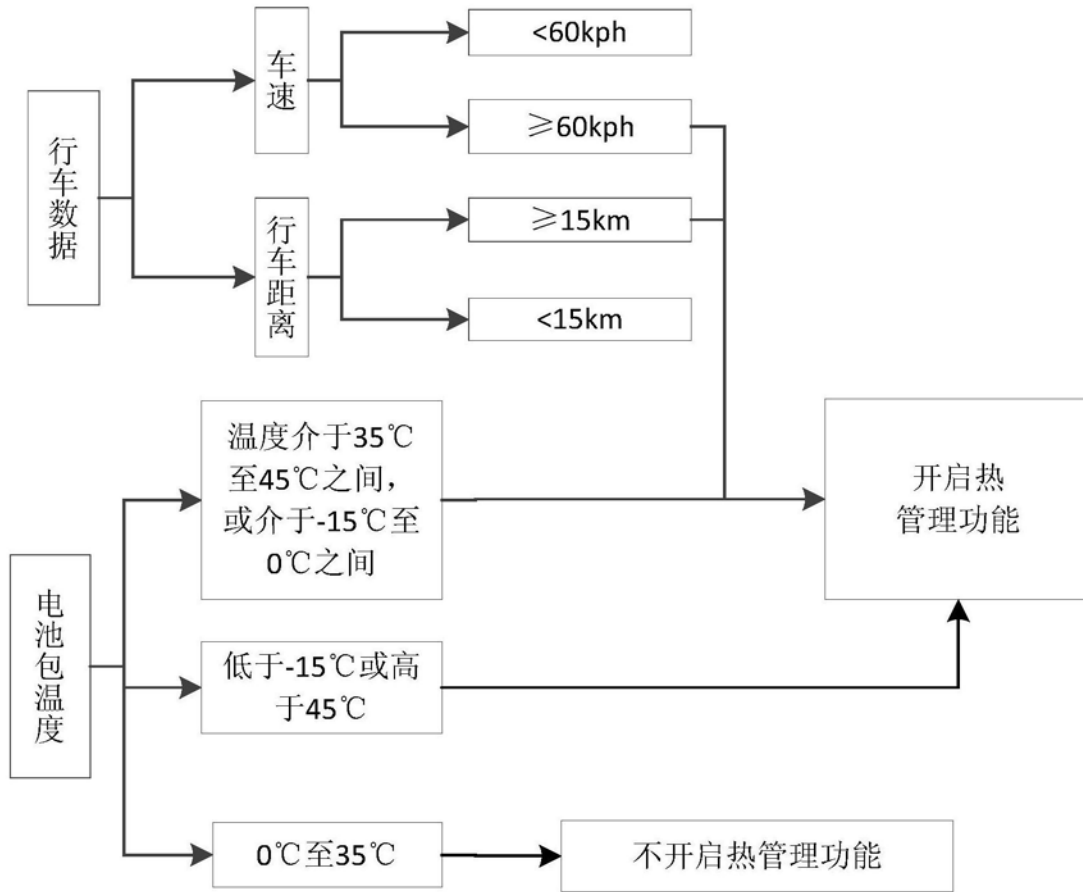 行车数据
车速
<60kph
≥60kph
行车距离
≥15km
<15km
电池包温度
温度介于35℃
至45℃之间，
或介于-15℃至
0℃之间
低于-15℃或高
于45℃
0℃至35℃
开启热
管理功能
不开启热管理功能